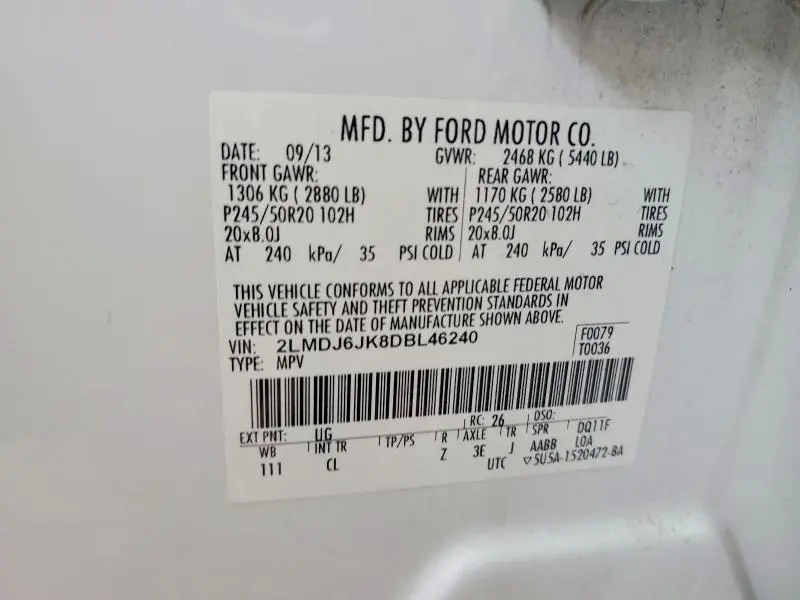 MFD. BY FORD MOTOR CO.
DATE: 09/13 GVWR: 2468 KG ( 5440 LB)
FRONT GAWR: REAR GAWR:
1306 KG ( 2880 LB) WITH 1170 KG ( 2580 LB) WITH
P245/50R20 102H TIRES P245/50R20 102H TIRES
20x8.0J RIMS 20x8.0J RIMS
AT 240 kPa/ 35 PSI COLD AT 240 kPa/ 35 PSI COLD
THIS VEHICLE CONFORMS TO ALL APPLICABLE FEDERAL MOTOR
VEHICLE SAFETY AND THEFT PREVENTION STANDARDS IN
EFFECT ON THE DATE OF MANUFACTURE SHOWN ABOVE.
VIN: 2LMDJ6JK8DBL46240 F0079
TYPE: MPV T0036
EXT PNT: UG RC: 26 DSO:
WB INT TR TP/PS R AXLE TR SPR DQ11F
111 CL Z 3E J AABB LOA
UTC ▽5U5A-1520472-BA